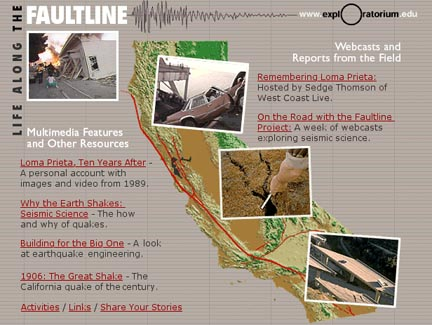 LIFE ALONG THE
FAULTLINE
www.exploratorium.edu
Webcasts and
Reports from the Field
Remembering Loma Prieta:
Hosted by Sedge Thomson of
West Coast Live.
On the Road with the Faultline
Project: A week of webcasts
exploring seismic science.
Multimedia Features
and Other Resources
Loma Prieta, Ten Years After -
A personal account with
images and video from 1989.
Why the Earth Shakes:
Seismic Science - The how
and why of quakes.
Building for the Big One - A look
at earthquake engineering.
1906: The Great Shake - The
California quake of the century.
Activities / Links / Share Your Stories